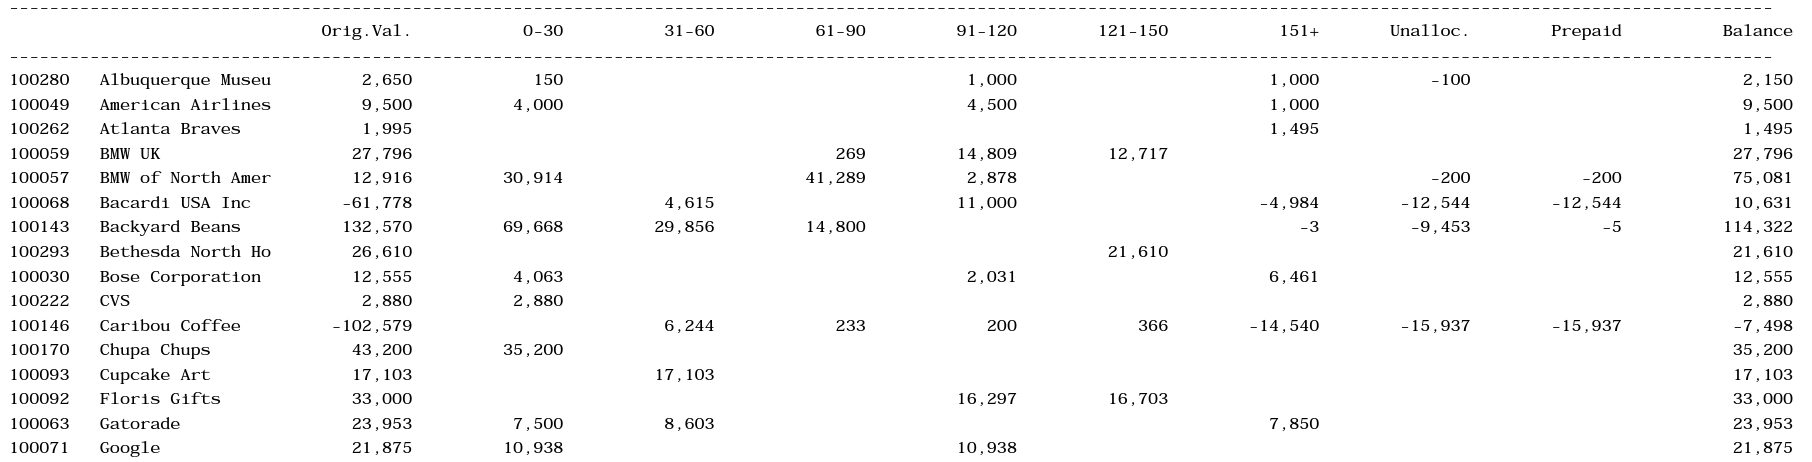 Orig.Val. 0-30 31-60 61-90 91-120 121-150 151+ Unalloc. Prepaid Balance
100280 Albuquerque Museu 2,650 150 1,000 1,000 -100 2,150
100049 American Airlines 9,500 4,000 4,500 1,000 9,500
100262 Atlanta Braves 1,995 1,495 1,495
100059 BMW UK 27,796 269 14,809 12,717 27,796
100057 BMW of North Amer 12,916 30,914 41,289 2,878 -200 -200 75,081
100068 Bacardi USA Inc -61,778 4,615 11,000 -4,984 -12,544 -12,544 10,631
100143 Backyard Beans 132,570 69,668 29,856 14,800 -3 -9,453 -5 114,322
100293 Bethesda North Ho 26,610 21,610 21,610
100030 Bose Corporation 12,555 4,063 2,031 6,461 12,555
100222 CVS 2,880 2,880 2,880
100146 Caribou Coffee -102,579 6,244 233 200 366 -14,540 -15,937 -15,937 -7,498
100170 Chupa Chups 43,200 35,200 35,200
100093 Cupcake Art 17,103 17,103 17,103
100092 Floris Gifts 33,000 16,297 16,703 33,000
100063 Gatorade 23,953 7,500 8,603 7,850 23,953
100071 Google 21,875 10,938 10,938 21,875